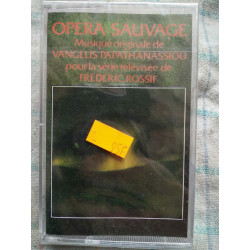 OPERA SAUVAGE
Musique originale de
VANGELIS PAPATHANASSIOU
pour la série télévisée de
FREDERIC ROSSIF